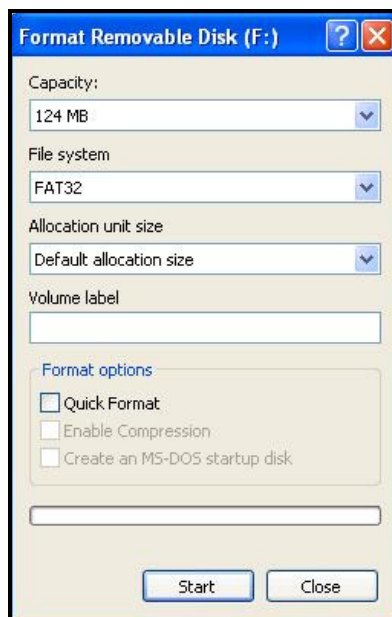 Format Removable Disk (F:)
Capacity:
124 MB
File system
FAT32
Allocation unit size
Default allocation size
Volume label
Format options
Quick Format
Enable Compression
Create an MS-DOS startup disk
Start
Close